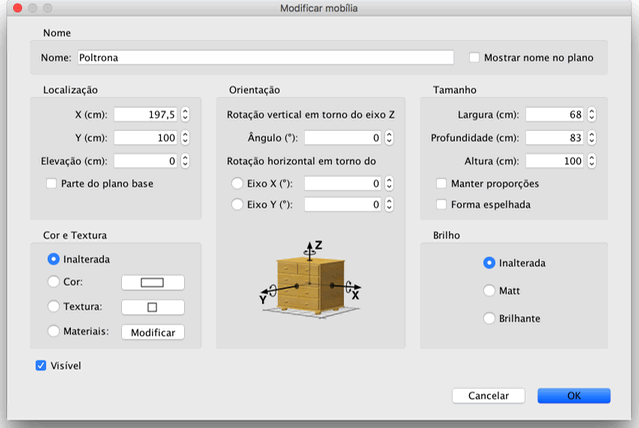 Modificar mobília
Nome
Nome: Poltrona Mostrar nome no plano
Localização
X (cm): 197,5
Y (cm): 100
Elevação (cm): 0
Parte do plano base
Orientação
Rotação vertical em torno do eixo Z
Ângulo (°): 0
Rotação horizontal em torno do
Eixo X (°): 0
Eixo Y (°): 0
Tamanho
Largura (cm): 68
Profundidade (cm): 83
Altura (cm): 100
Manter proporções
Forma espelhada
Cor e Textura
Inalterada
Cor:
Textura:
Materiais: Modificar
Z
Y
X
Brilho
Inalterada
Matt
Brilhante
Visível
Cancelar OK